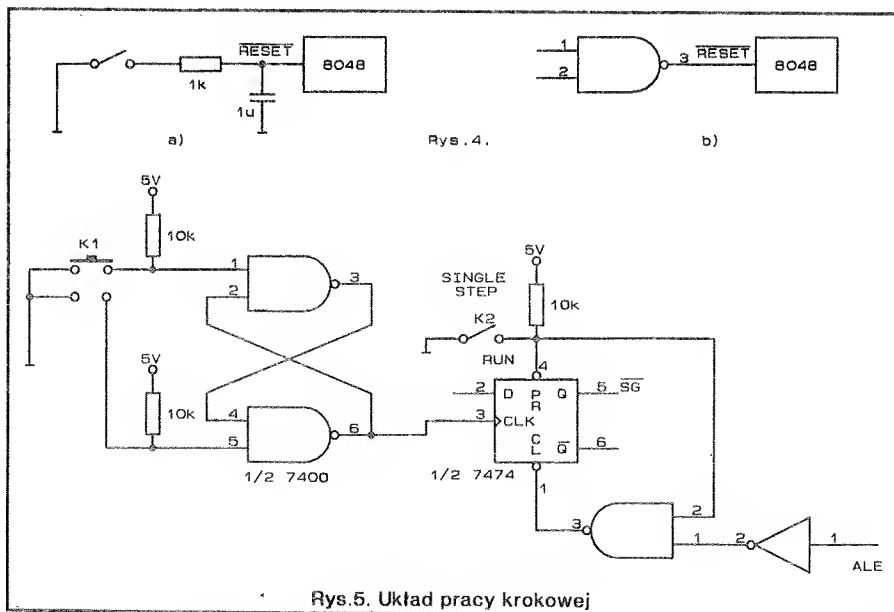 RESET
8048
1k
1u
a)
Rys.4.
1
2
3
RESET
8048
b)
5V
K1
10k
1
2
3
5V
10k
4
5
6
1/2 7400
SINGLE
STEP
K2
RUN
5V
10k
4
2
D
PR
Q
5
SG
3
CLK
CL
Q
6
1/2 7474
1
3
2
1
2
1
ALE
Rys.5. Układ pracy krokowej